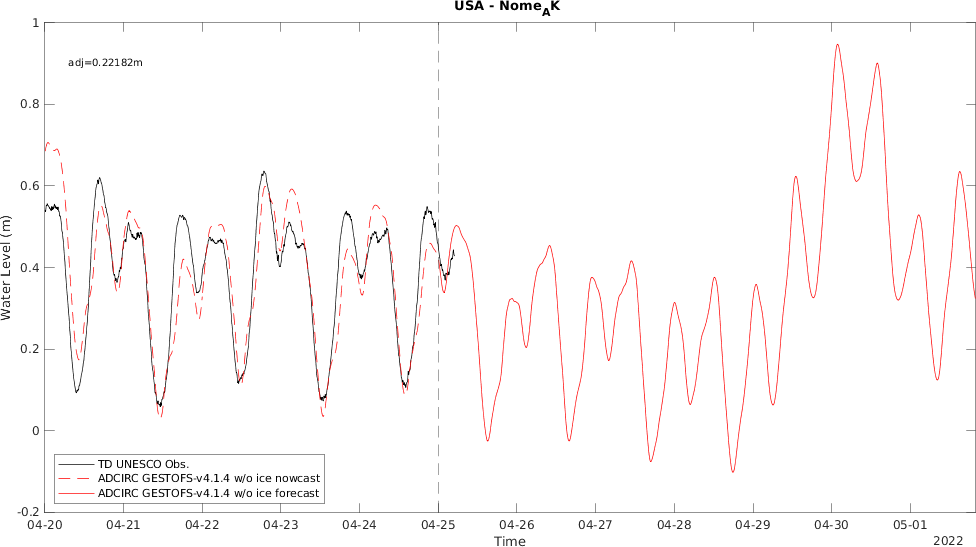 USA - Nome_AK
adj=0.22182m
1
0.8
0.6
0.4
0.2
0
-0.2
Water Level (m)
TD UNESCO Obs.
ADCIRC GESTOFS-v4.1.4 w/o ice nowcast
ADCIRC GESTOFS-v4.1.4 w/o ice forecast
04-20 04-21 04-22 04-23 04-24 04-25 04-26 04-27 04-28 04-29 04-30 05-01
Time
2022